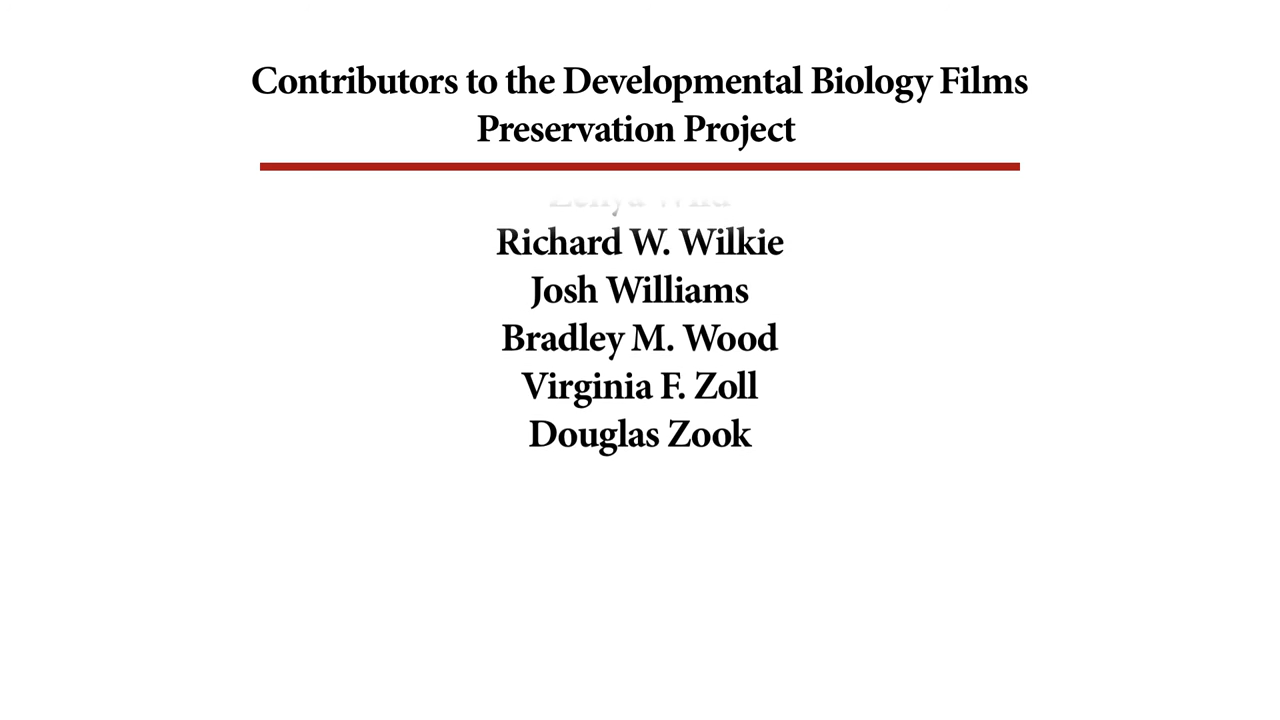 Contributors to the Developmental Biology Films
Preservation Project
Richard W. Wilkie
Josh Williams
Bradley M. Wood
Virginia F. Zoll
Douglas Zook